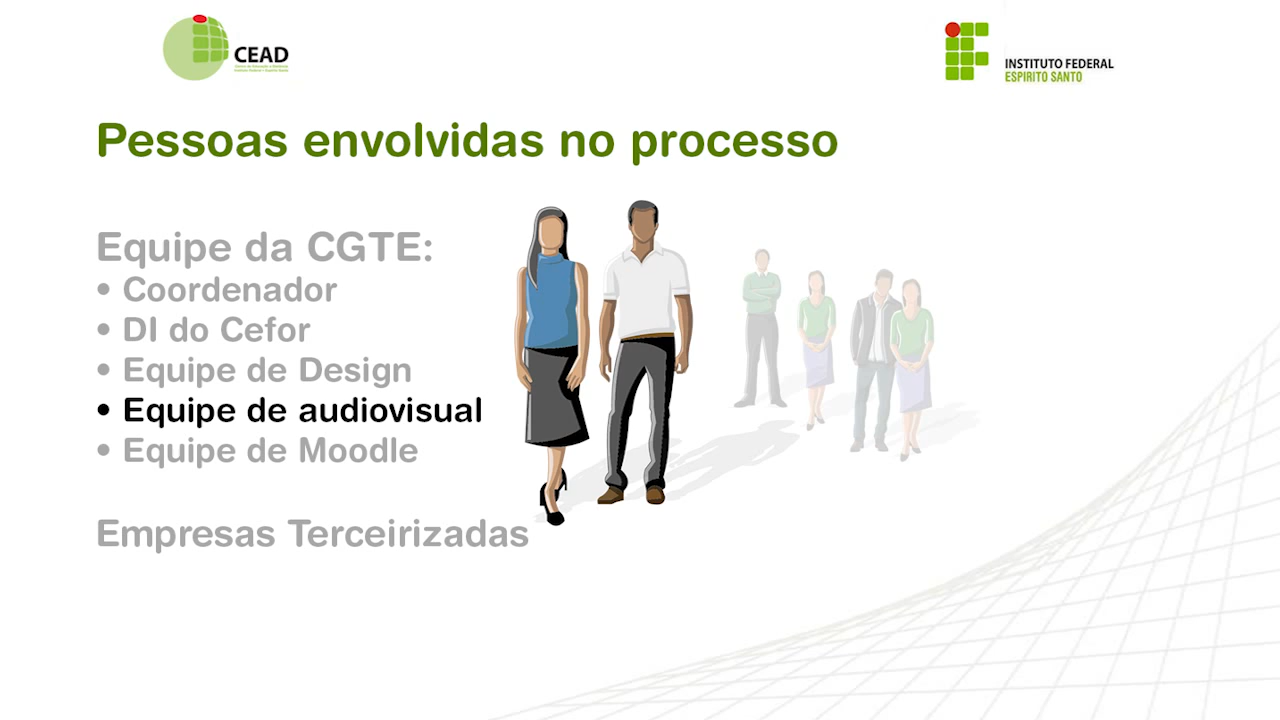 CEAD
INSTITUTO FEDERAL
ESPIRITO SANTO
Pessoas envolvidas no processo
Equipe da CGTE:
• Coordenador
• DI do Cefor
• Equipe de Design
• Equipe de audiovisual
• Equipe de Moodle
Empresas Terceirizadas